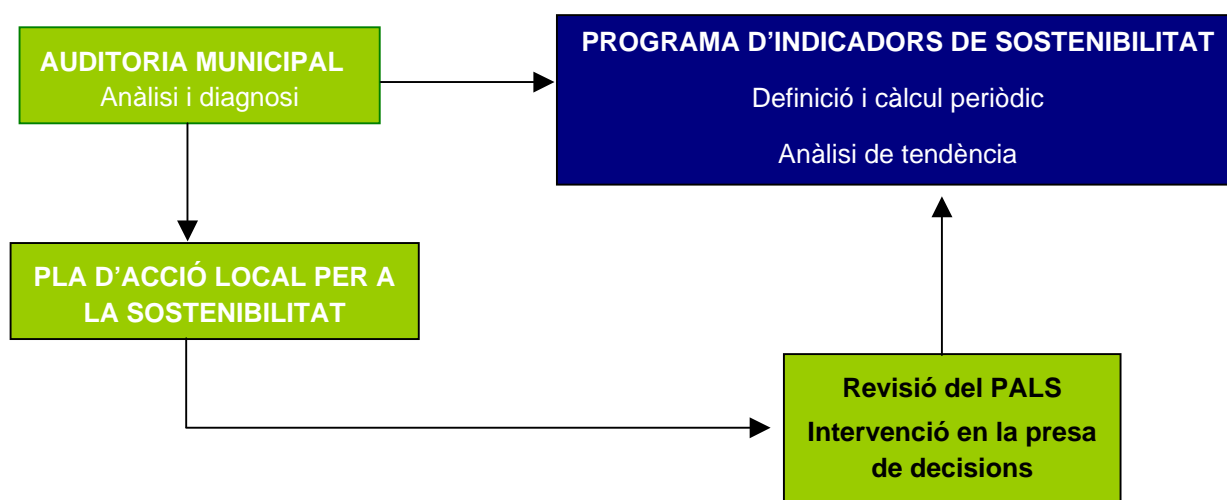 AUDITORIA MUNICIPAL
Anàlisi i diagnosi
PROGRAMA D’INDICADORS DE SOSTENIBILITAT
Definició i càlcul periòdic
Anàlisi de tendència
PLA D’ACCIÓ LOCAL PER A
LA SOSTENIBILITAT
Revisió del PALS
Intervenció en la presa
de decisions